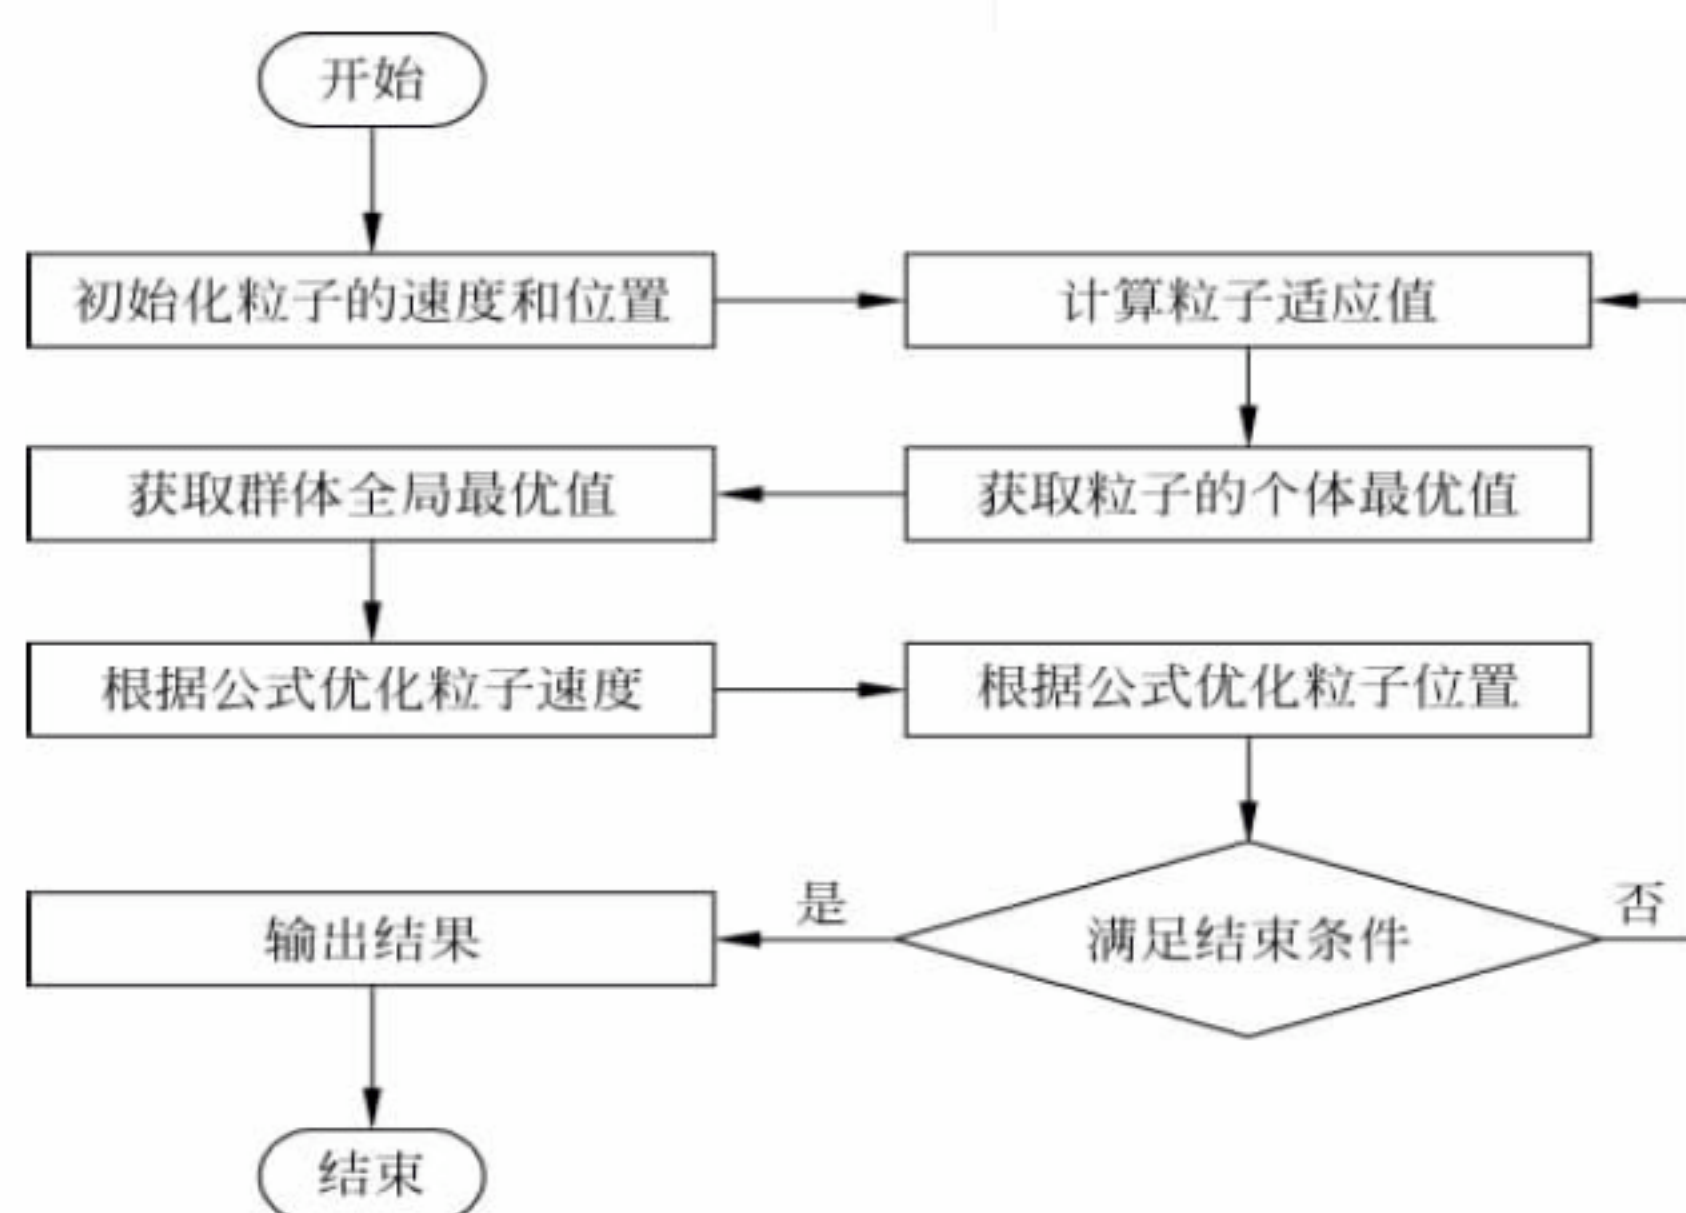 开始
初始化粒子的速度和位置
计算粒子适应值
获取群体全局最优值
获取粒子的个体最优值
根据公式优化粒子速度
根据公式优化粒子位置
是
否
输出结果
满足结束条件
结束